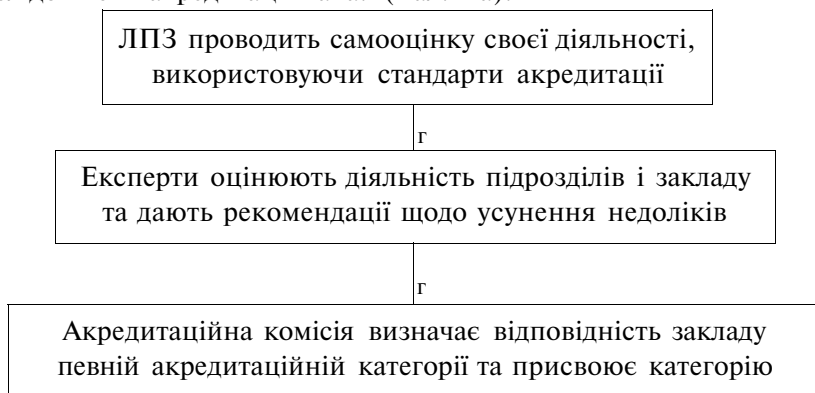 ЛПЗ проводить самооцінку своєї діяльності,
використовуючи стандарти акредитації
г
Експерти оцінюють діяльність підрозділів і закладу
та дають рекомендації щодо усунення недоліків
г
Акредитаційна комісія визначає відповідність закладу
певній акредитаційній категорії та присвоює категорію